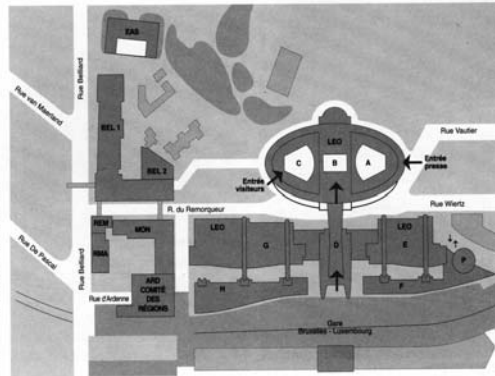 EAS
Rue Belliard
Rue van Maerland
BEL 1
BEL 2
LEO
C
B
A
Entrée
visiteurs
Entrée
presse
Rue Vautier
Rue Wiertz
R. du Remorqueur
REM
MON
RMA
Rue De Pascal
Rue Belliard
Rue d'Ardenne
ARD
COMITÉ
DES
RÉGIONS
LEO
G
D
LEO
E
P
H
F
Gare
Bruxelles - Luxembourg